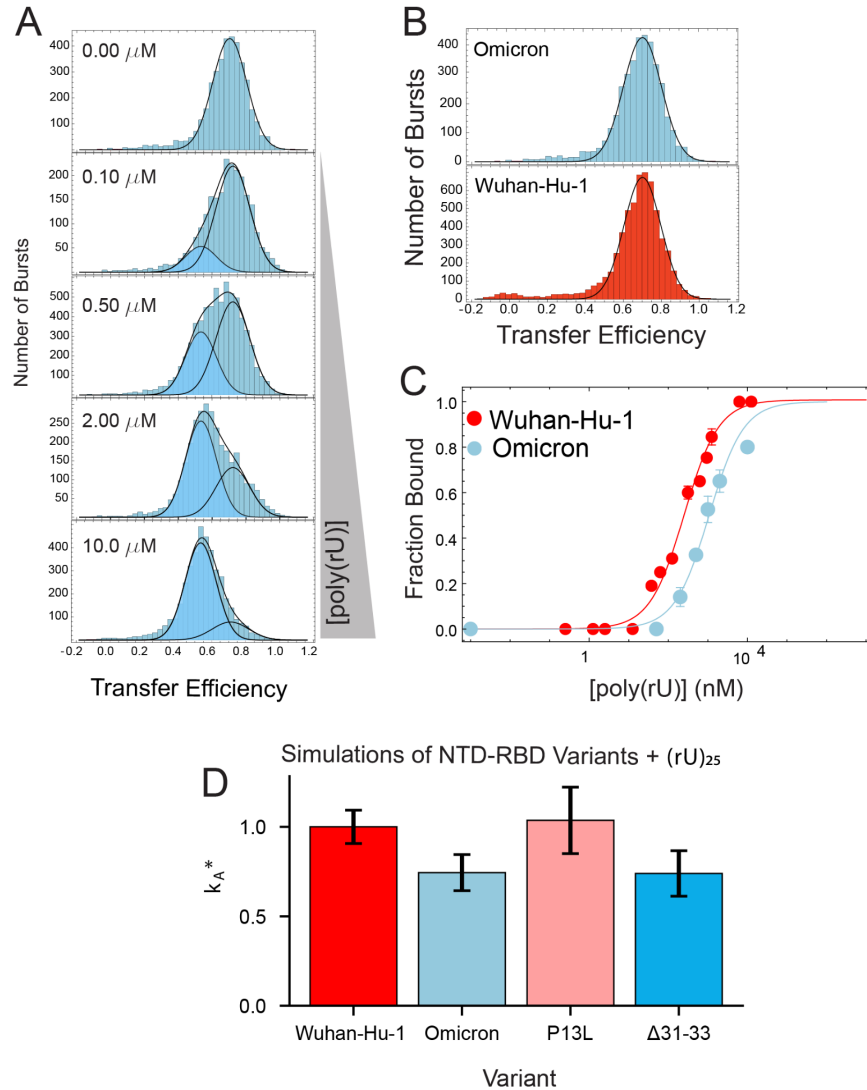 A
0.00 μM
400
300
200
100
0.10 μM
200
150
100
50
0.50 μM
500
400
300
200
100
2.00 μM
250
200
150
100
50
10.0 μM
400
300
200
100
-0.2 0.0 0.2 0.4 0.6 0.8 1.0 1.2
Number of Bursts
Transfer Efficiency
[poly(rU)]
B
Omicron
400
300
200
100
0
Wuhan-Hu-1
600
500
400
300
200
100
0
-0.2 0.0 0.2 0.4 0.6 0.8 1.0 1.2
Number of Bursts
Transfer Efficiency
C
Wuhan-Hu-1
Omicron
1.0
0.8
0.6
0.4
0.2
0.0
1 10⁴
Fraction Bound
[poly(rU)] (nM)
Simulations of NTD-RBD Variants + (rU)₂₅
D
1.0
0.5
0.0
k_A*
Wuhan-Hu-1 Omicron P13L Δ31-33
Variant